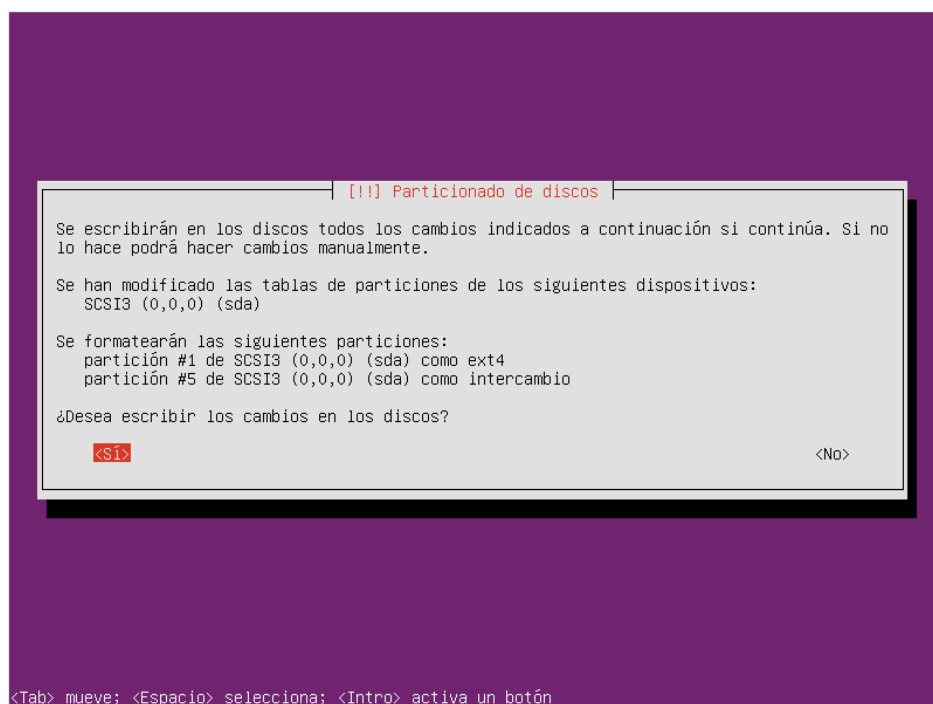 [!!] Particionado de discos
Se escribirán en los discos todos los cambios indicados a continuación si continúa. Si no
lo hace podrá hacer cambios manualmente.
Se han modificado las tablas de particiones de los siguientes dispositivos:
SCSI3 (0,0,0) (sda)
Se formatearán las siguientes particiones:
partición #1 de SCSI3 (0,0,0) (sda) como ext4
partición #5 de SCSI3 (0,0,0) (sda) como intercambio
¿Desea escribir los cambios en los discos?
<Sí> <No>
<Tab> mueve; <Espacio> selecciona; <Intro> activa un botón